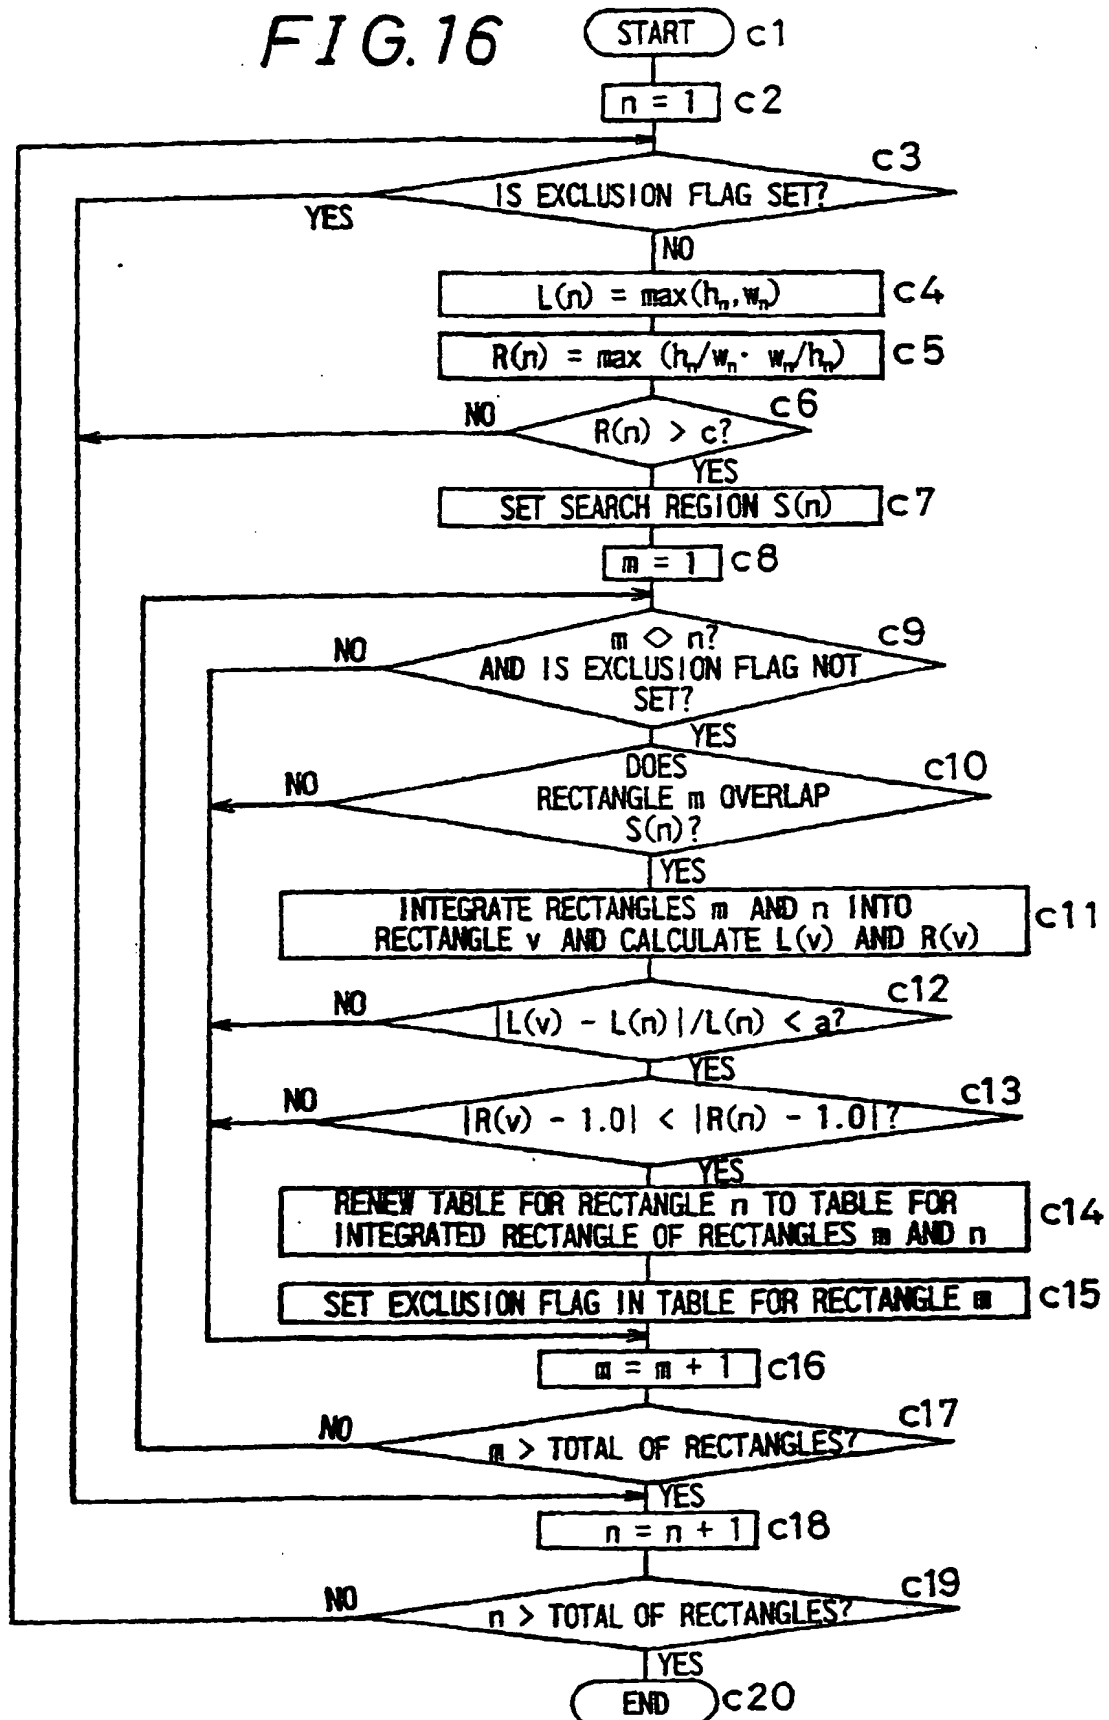 FIG.16
START c1
n = 1 c2
c3
IS EXCLUSION FLAG SET?
YES
NO
L(n) = max(hn, wn) c4
R(n) = max (hn/wn· wn/hn) c5
c6
NO
R(n) > c?
YES
SET SEARCH REGION S(n) c7
m = 1 c8
m <> n? c9
NO
AND IS EXCLUSION FLAG NOT
SET?
YES
DOES c10
NO
RECTANGLE m OVERLAP
S(n)?
YES
INTEGRATE RECTANGLES m AND n INTO
RECTANGLE v AND CALCULATE L(v) AND R(v)
c11
c12
NO
|L(v) - L(n)|/L(n) < a?
YES
c13
NO
|R(v) - 1.0| < |R(n) - 1.0|?
YES
RENEW TABLE FOR RECTANGLE n TO TABLE FOR
INTEGRATED RECTANGLE OF RECTANGLES m AND n
c14
SET EXCLUSION FLAG IN TABLE FOR RECTANGLE m c15
m = m + 1 c16
c17
NO
m > TOTAL OF RECTANGLES?
YES
n = n + 1 c18
c19
NO
n > TOTAL OF RECTANGLES?
YES
END c20